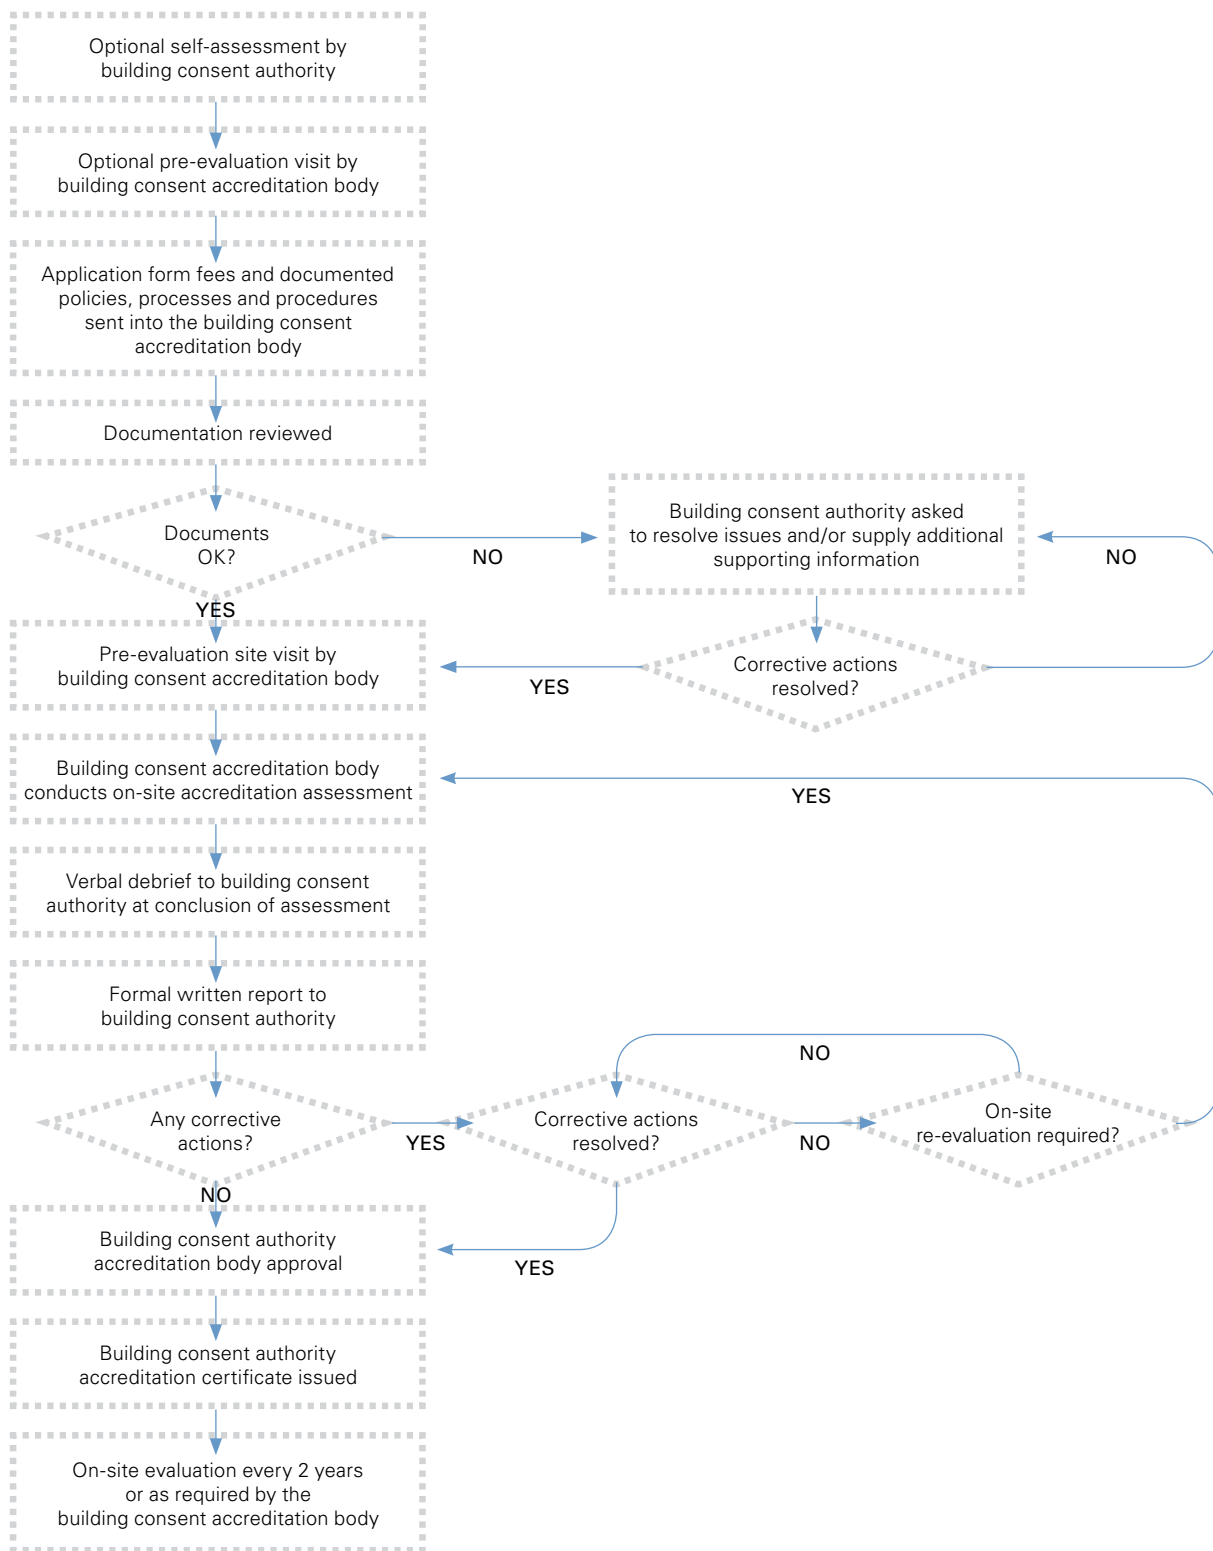 Optional self-assessment by
building consent authority
Optional pre-evaluation visit by
building consent accreditation body
Application form fees and documented
policies, processes and procedures
sent into the building consent
accreditation body
Documentation reviewed
Documents
OK?
NO
Building consent authority asked
to resolve issues and/or supply additional
supporting information
NO
YES
Pre-evaluation site visit by
building consent accreditation body
YES
Corrective actions
resolved?
Building consent accreditation body
conducts on-site accreditation assessment
YES
Verbal debrief to building consent
authority at conclusion of assessment
Formal written report to
building consent authority
NO
Any corrective
actions?
YES
Corrective actions
resolved?
NO
On-site
re-evaluation required?
NO
Building consent authority
accreditation body approval
YES
Building consent authority
accreditation certificate issued
On-site evaluation every 2 years
or as required by the
building consent accreditation body